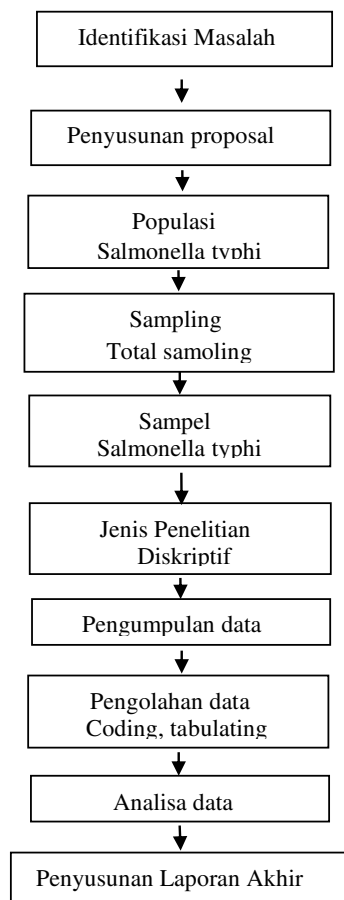 Identifikasi Masalah
Penyusunan proposal
Populasi
Salmonella typhi
Sampling
Total samoling
Sampel
Salmonella typhi
Jenis Penelitian
Diskriptif
Pengumpulan data
Pengolahan data
Coding, tabulating
Analisa data
Penyusunan Laporan Akhir